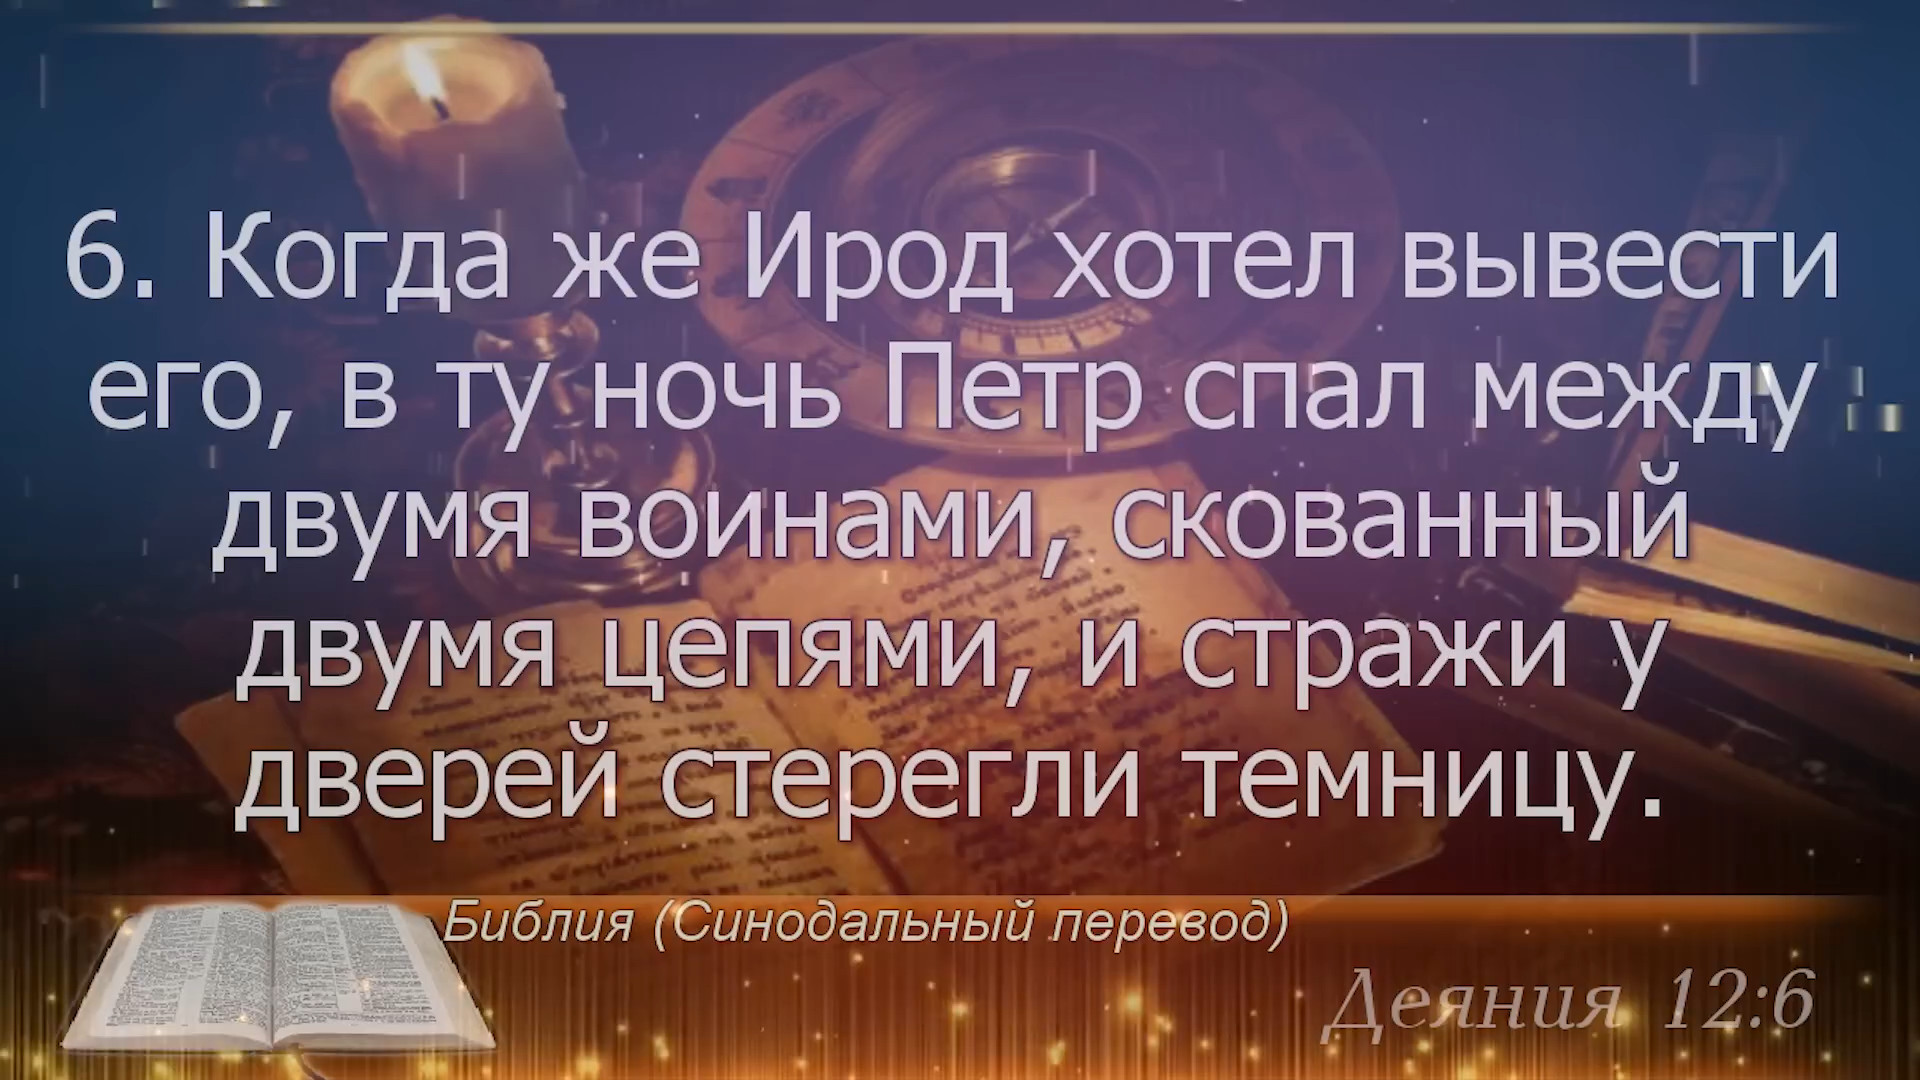 6. Когда же Ирод хотел вывести
его, в ту ночь Петр спал между
двумя воинами, скованный
двумя цепями, и стражи у
дверей стерегли темницу.
Библия (Синодальный перевод)
Деяния 12:6